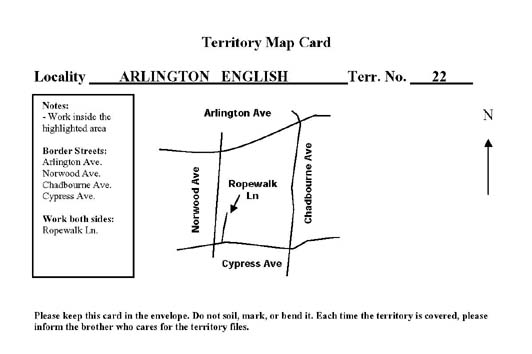 Territory Map Card
Locality ARLINGTON ENGLISH Terr. No. 22
Notes:
- Work inside the
highlighted area
Border Streets:
Arlington Ave.
Norwood Ave.
Chadbourne Ave.
Cypress Ave.
Work both sides:
Ropewalk Ln.
Arlington Ave
N
Norwood Ave
Ropewalk
Ln
Chadbourne Ave
Cypress Ave
Please keep this card in the envelope. Do not soil, mark, or bend it. Each time the territory is covered, please
inform the brother who cares for the territory files.